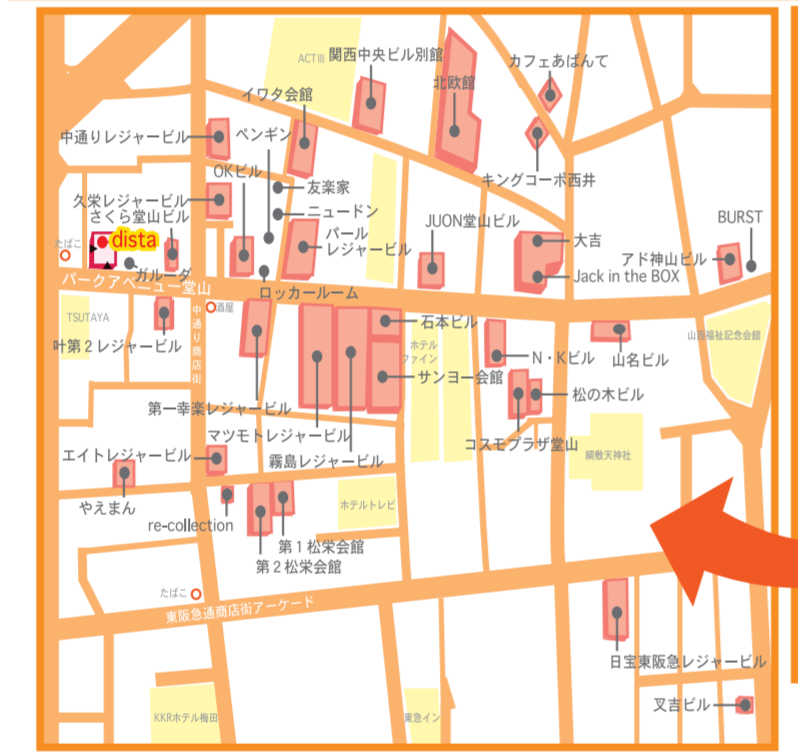 ACTⅢ
関西中央ビル別館
カフェあぱんて
北欧館
イワタ会館
中通りレジャービル
ペンギン
OKビル
友楽家
キングコーポ西井
久栄レジャービル
さくら堂山ビル
ニュードン
JUON堂山ビル
BURST
たばこ
dista
パール
レジャービル
大吉
アド神山ビル
ガルーダ
Jack in the BOX
パークアベニュー堂山
ロッカールーム
TSUTAYA
酒屋
中通り商店街
石本ビル
山西福祉記念会館
叶第2レジャービル
ホテル
ファイン
N・Kビル
山名ビル
サンヨー会館
松の木ビル
第一幸楽レジャービル
マツモトレジャービル
コスモプラザ堂山
エイトレジャービル
霧島レジャービル
綱敷天神社
やえまん
re-collection
ホテルトレビ
第1松栄会館
第2松栄会館
たばこ
東阪急通商店街アーケード
日宝東阪急レジャービル
叉吉ビル
KKRホテル梅田
東急イン